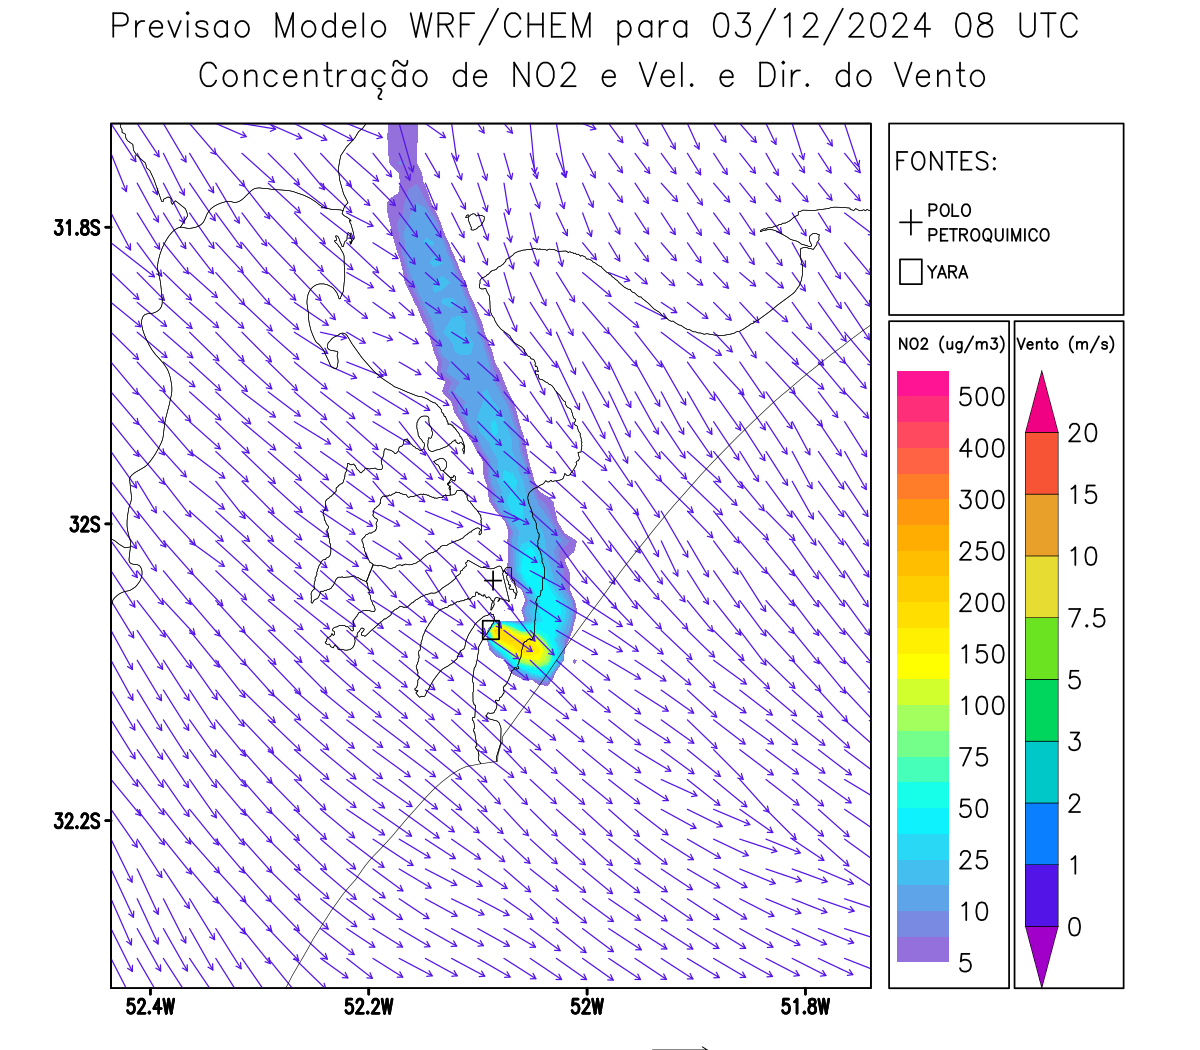 Previsao Modelo WRF/CHEM para 03/12/2024 08 UTC
Concentração de NO2 e Vel. e Dir. do Vento
FONTES:
POLO
PETROQUIMICO
YARA
NO2 (ug/m3)
500
400
300
250
200
150
100
75
50
25
10
5
Vento (m/s)
20
15
10
7.5
5
3
2
1
0
31.8S
32S
32.2S
52.4W
52.2W
52W
51.8W